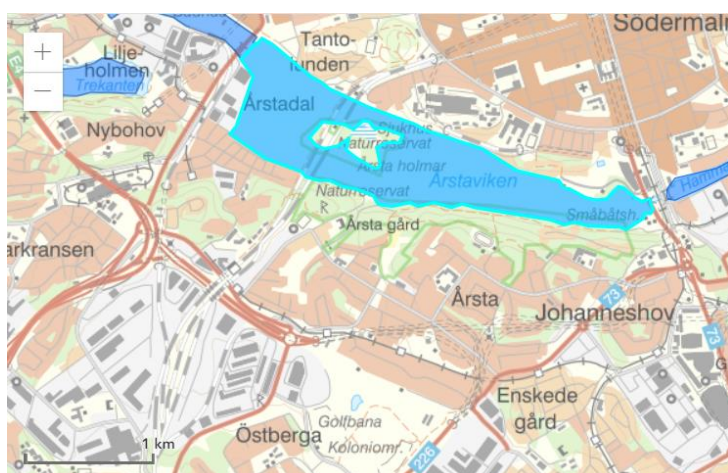 Södermalm
Tanto-
lunden
Lilje-
holmen
Trekanten
Årstadal
Nybohov
Sjukhus
Naturreservat
Årsta holmar
Årstaviken
Naturreservat
Småbåtsh.
R
Årsta gård
arkransen
Årsta
73
Johanneshov
73
Enskede
gård
Golfbana
Östberga
Koloniomr.
226
1 km